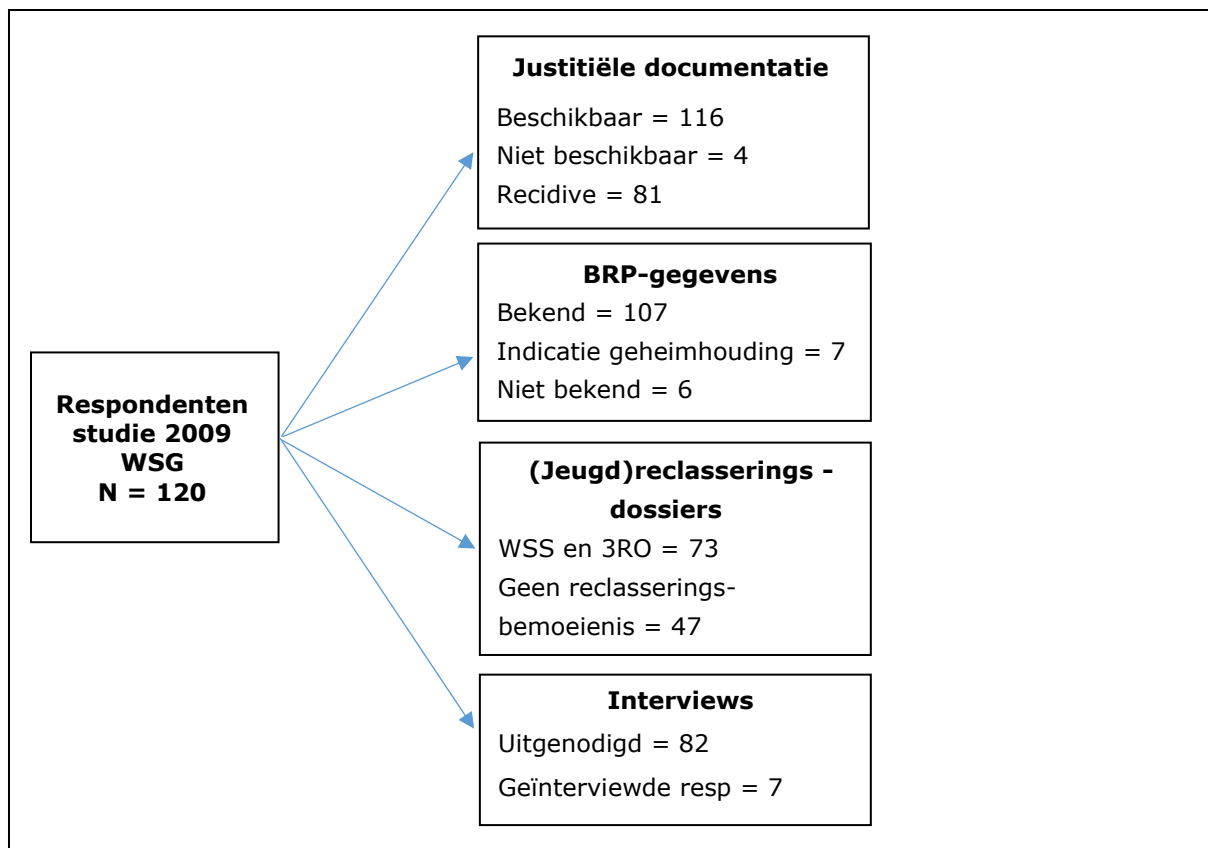 Respondenten
studie 2009
WSG
N = 120
Justitiële documentatie
Beschikbaar = 116
Niet beschikbaar = 4
Recidive = 81
BRP-gegevens
Bekend = 107
Indicatie geheimhouding = 7
Niet bekend = 6
(Jeugd)reclasserings -
dossiers
WSS en 3RO = 73
Geen reclasserings-
bemoeienis = 47
Interviews
Uitgenodigd = 82
Geïnterviewde resp = 7